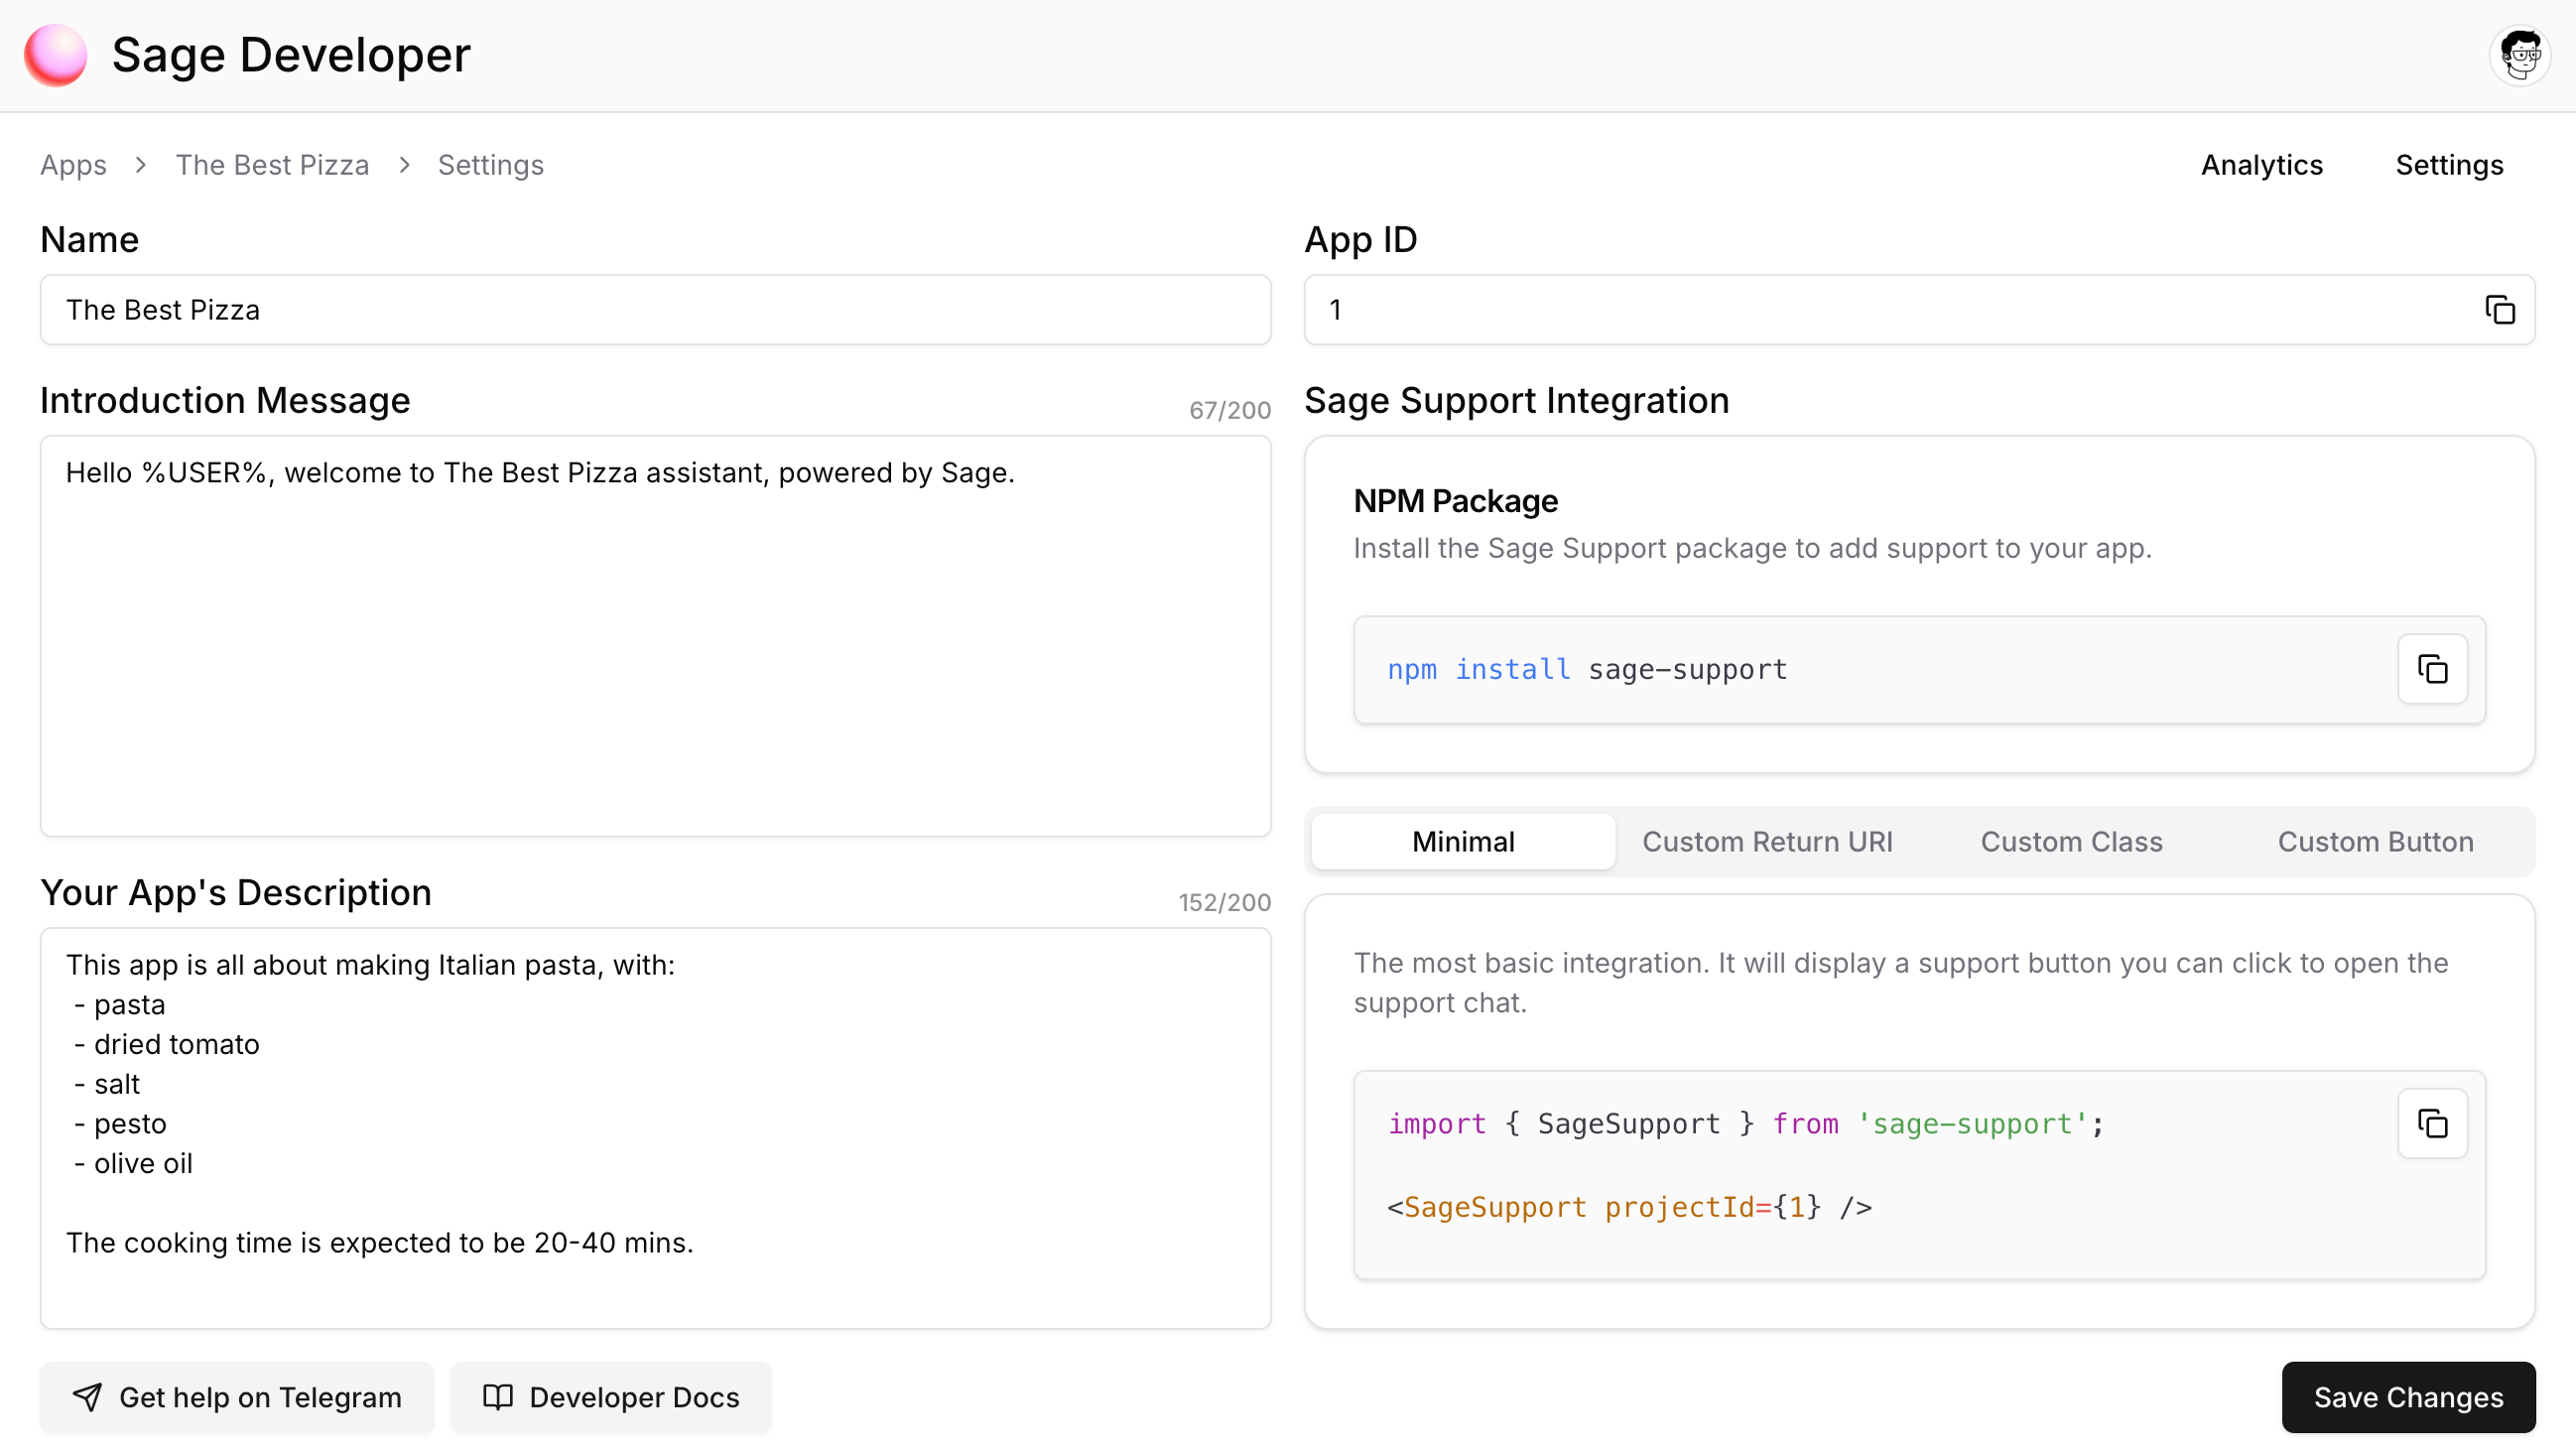 Sage Developer
Apps > The Best Pizza > Settings
Analytics
Settings
Name
The Best Pizza
Introduction Message
67/200
Hello %USER%, welcome to The Best Pizza assistant, powered by Sage.
Your App's Description
152/200
This app is all about making Italian pasta, with:
- pasta
- dried tomato
- salt
- pesto
- olive oil
The cooking time is expected to be 20-40 mins.
App ID
1
Sage Support Integration
NPM Package
Install the Sage Support package to add support to your app.
npm install sage-support
Minimal
Custom Return URI
Custom Class
Custom Button
The most basic integration. It will display a support button you can click to open the
support chat.
import { SageSupport } from 'sage-support';
<SageSupport projectId={1} />
Get help on Telegram
Developer Docs
Save Changes